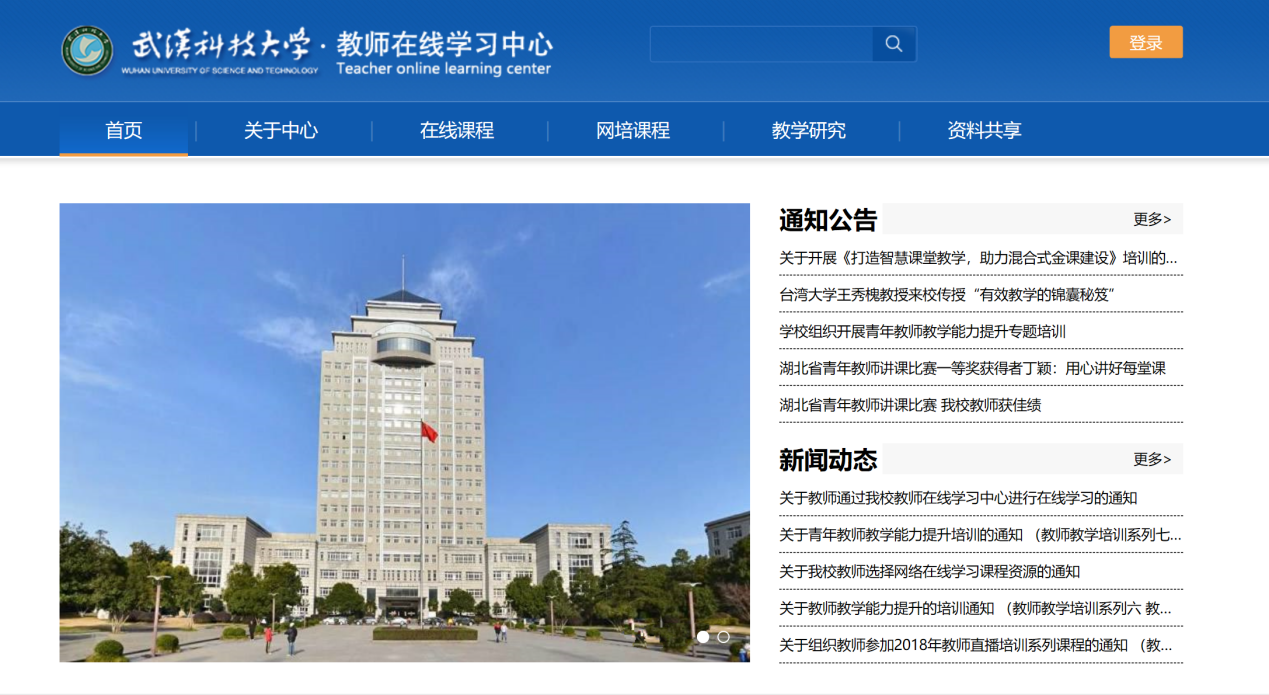 武汉科技大学·教师在线学习中心
WUHAN UNIVERSITY OF SCIENCE AND TECHNOLOGY Teacher online learning center
登录
首页 关于中心 在线课程 网培课程 教学研究 资料共享
通知公告 更多>
关于开展《打造智慧课堂教学，助力混合式金课建设》培训的...
台湾大学王秀槐教授来校传授“有效教学的锦囊秘笈”
学校组织开展青年教师教学能力提升专题培训
湖北省青年教师讲课比赛一等奖获得者丁颖：用心讲好每堂课
湖北省青年教师讲课比赛 我校教师获佳绩
新闻动态 更多>
关于教师通过我校教师在线学习中心进行在线学习的通知
关于青年教师教学能力提升培训的通知 （教师教学培训系列七...
关于我校教师选择网络在线学习课程资源的通知
关于教师教学能力提升的培训通知 （教师教学培训系列六 教...
关于组织教师参加2018年教师直播培训系列课程的通知 （教...